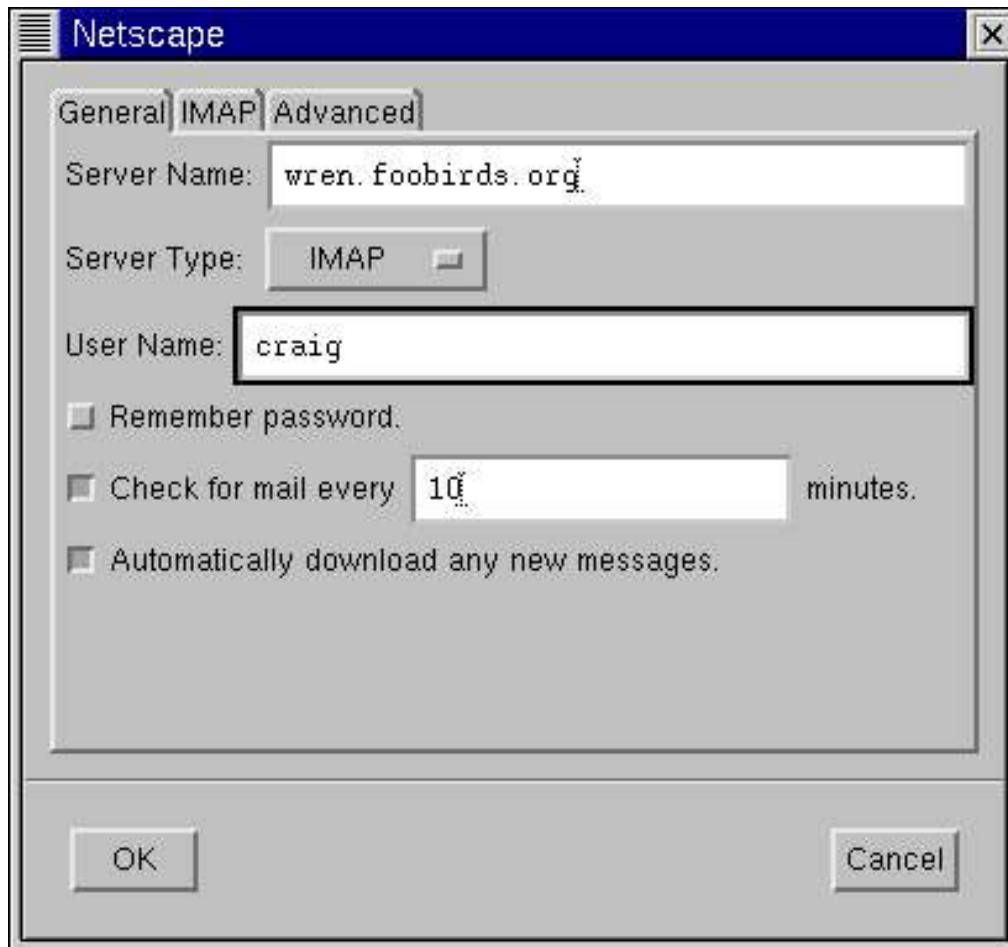 Netscape
General IMAP Advanced
Server Name: wren.foobirds.org
Server Type: IMAP
User Name: craig
Remember password.
Check for mail every 10 minutes.
Automatically download any new messages.
OK Cancel